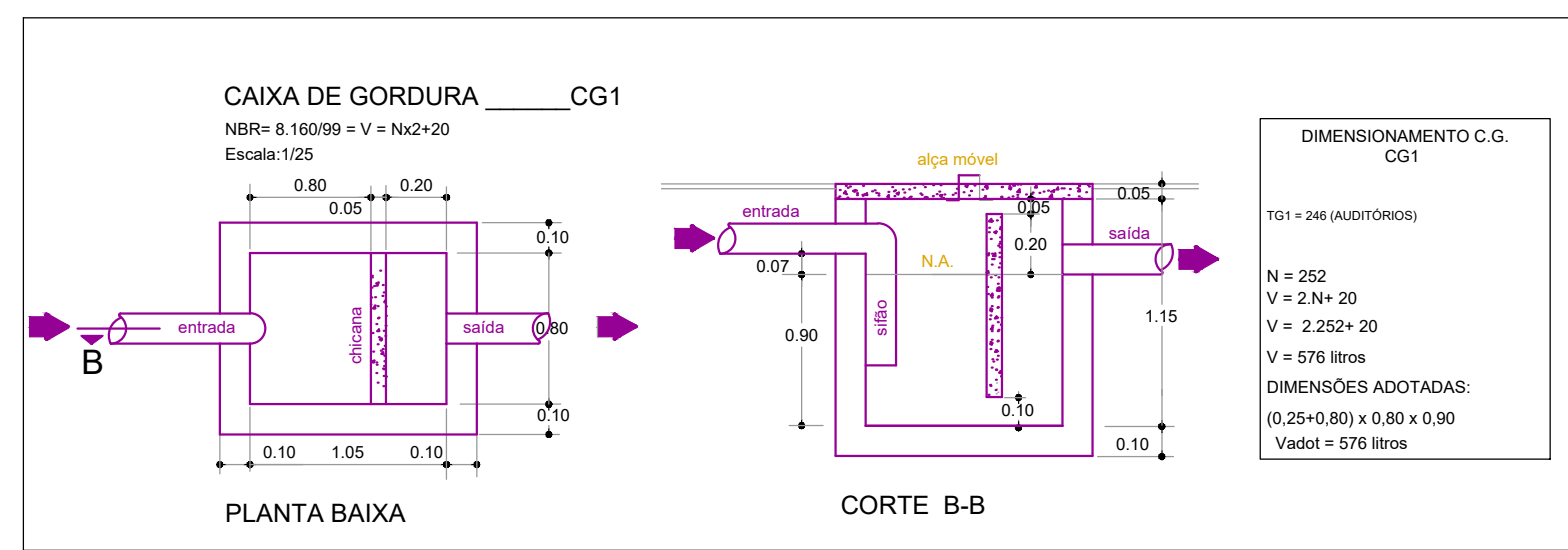 CAIXA DE GORDURA ______CG1
NBR= 8.160/99 = V = Nx2+20
Escala:1/25
0.80
0.20
0.05
0.10
entrada
chicana
saída
0.80
B
0.10
0.10
1.05
0.10
PLANTA BAIXA
alça móvel
0.05
0.05
entrada
saída
0.20
0.07
N.A.
sifão
0.90
1.15
0.10
0.10
CORTE B-B
DIMENSIONAMENTO C.G.
CG1
TG1 = 246 (AUDITÓRIOS)
N = 252
V = 2.N+ 20
V = 2.252+ 20
V = 576 litros
DIMENSÕES ADOTADAS:
(0,25+0,80) x 0,80 x 0,90
Vadot = 576 litros